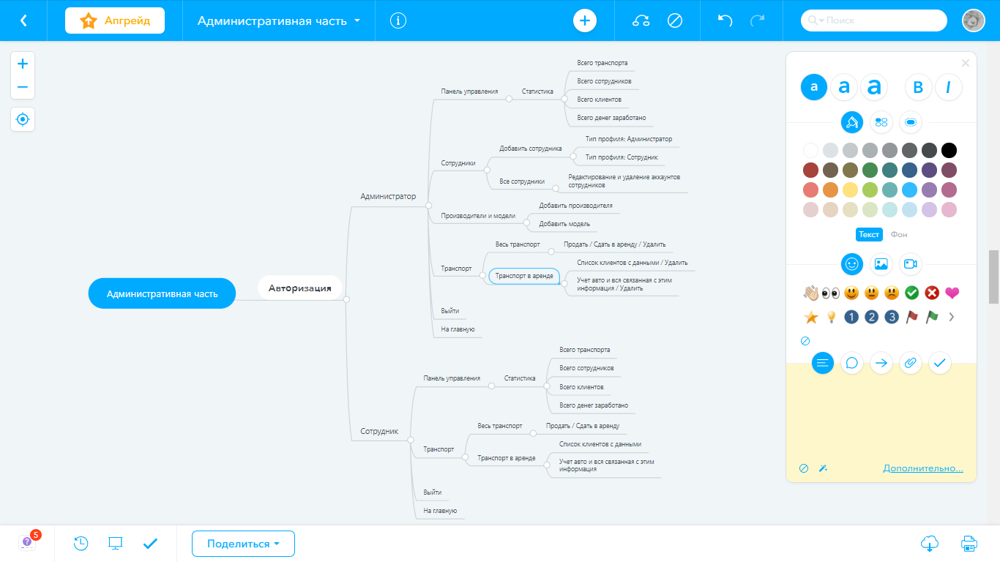 Апгрейд
Административная часть
Поиск
Всего транспорта
Всего сотрудников
Панель управления
Статистика
Всего клиентов
Всего денег заработано
Тип профиля: Администратор
Добавить сотрудника
Тип профиля: Сотрудник
Сотрудники
Все сотрудники
Редактирование и удаление аккаунтов
сотрудников
Администратор
Добавить производителя
Производители и модели
Добавить модель
Весь транспорт
Продать / Сдать в аренду / Удалить
Транспорт
Список клиентов с данными / Удалить
Транспорт в аренде
Учет авто и вся связанная с этим
информация / Удалить
Выйти
На главную
Административная часть
Авторизация
Всего транспорта
Всего сотрудников
Панель управления
Статистика
Всего клиентов
Всего денег заработано
Сотрудник
Весь транспорт
Продать / Сдать в аренду
Транспорт
Список клиентов с данными
Транспорт в аренде
Учет авто и вся связанная с этим
информация
Выйти
На главную
a a a B I
Текст Фон
1 2 3
Дополнительно...
5
Поделиться